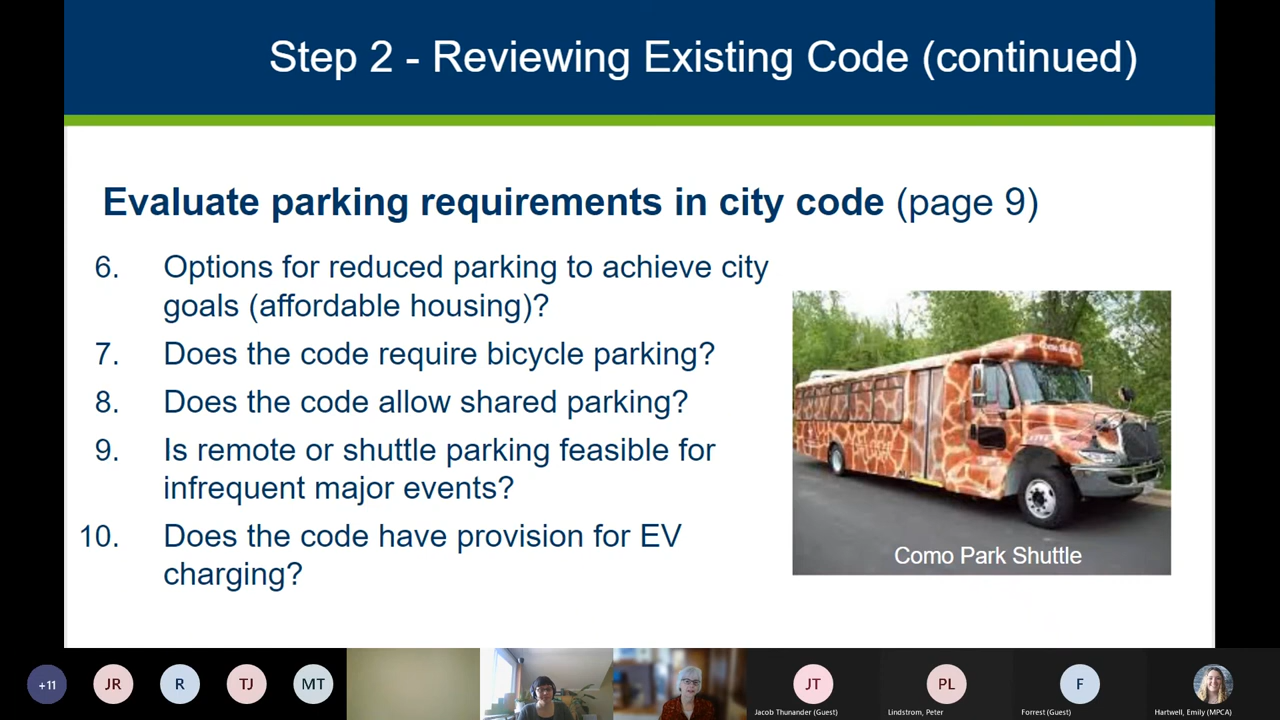 Step 2 - Reviewing Existing Code (continued)
Evaluate parking requirements in city code (page 9)
6. Options for reduced parking to achieve city
goals (affordable housing)?
7. Does the code require bicycle parking?
8. Does the code allow shared parking?
9. Is remote or shuttle parking feasible for
infrequent major events?
10. Does the code have provision for EV
charging?
Como Shuttle
Como Park Shuttle
+11
JR
R
TJ
MT
JT
PL
F
Jacob Thunander (Guest)
Lindstrom, Peter
Forrest (Guest)
Hartwell, Emily (MPCA)